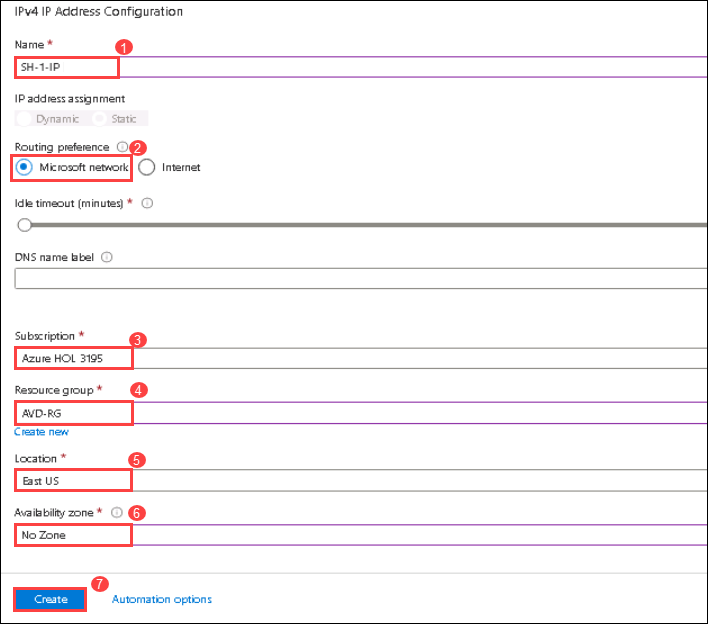 IPv4 IP Address Configuration
Name *
1
SH-1-IP
IP address assignment
Dynamic Static
Routing preference 2
Microsoft network Internet
Idle timeout (minutes) *
DNS name label
Subscription *
3
Azure HOL 3195
Resource group *
4
AVD-RG
Create new
Location *
5
East US
Availability zone * 6
No Zone
7
Create Automation options